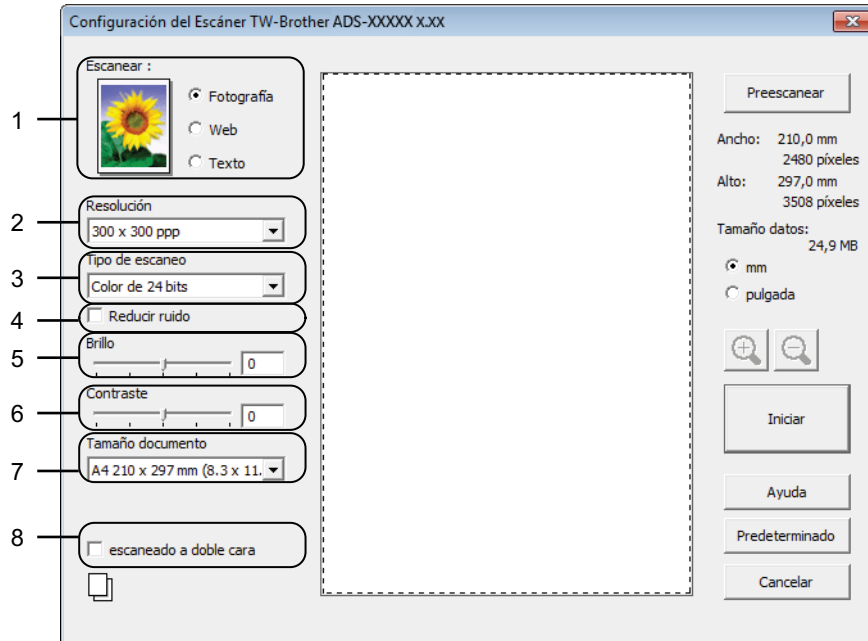 Configuración del Escáner TW-Brother ADS-XXXXX X.XX
1
Escanear :
Fotografía
Web
Texto
2
Resolución
300 x 300 ppp
3
Tipo de escaneo
Color de 24 bits
4
Reducir ruido
5
Brillo
0
6
Contraste
0
7
Tamaño documento
A4 210 x 297 mm (8.3 x 11.
8
escaneado a doble cara
Preescanear
Ancho: 210,0 mm
2480 píxeles
Alto: 297,0 mm
3508 píxeles
Tamaño datos:
24,9 MB
mm
pulgada
Iniciar
Ayuda
Predeterminado
Cancelar